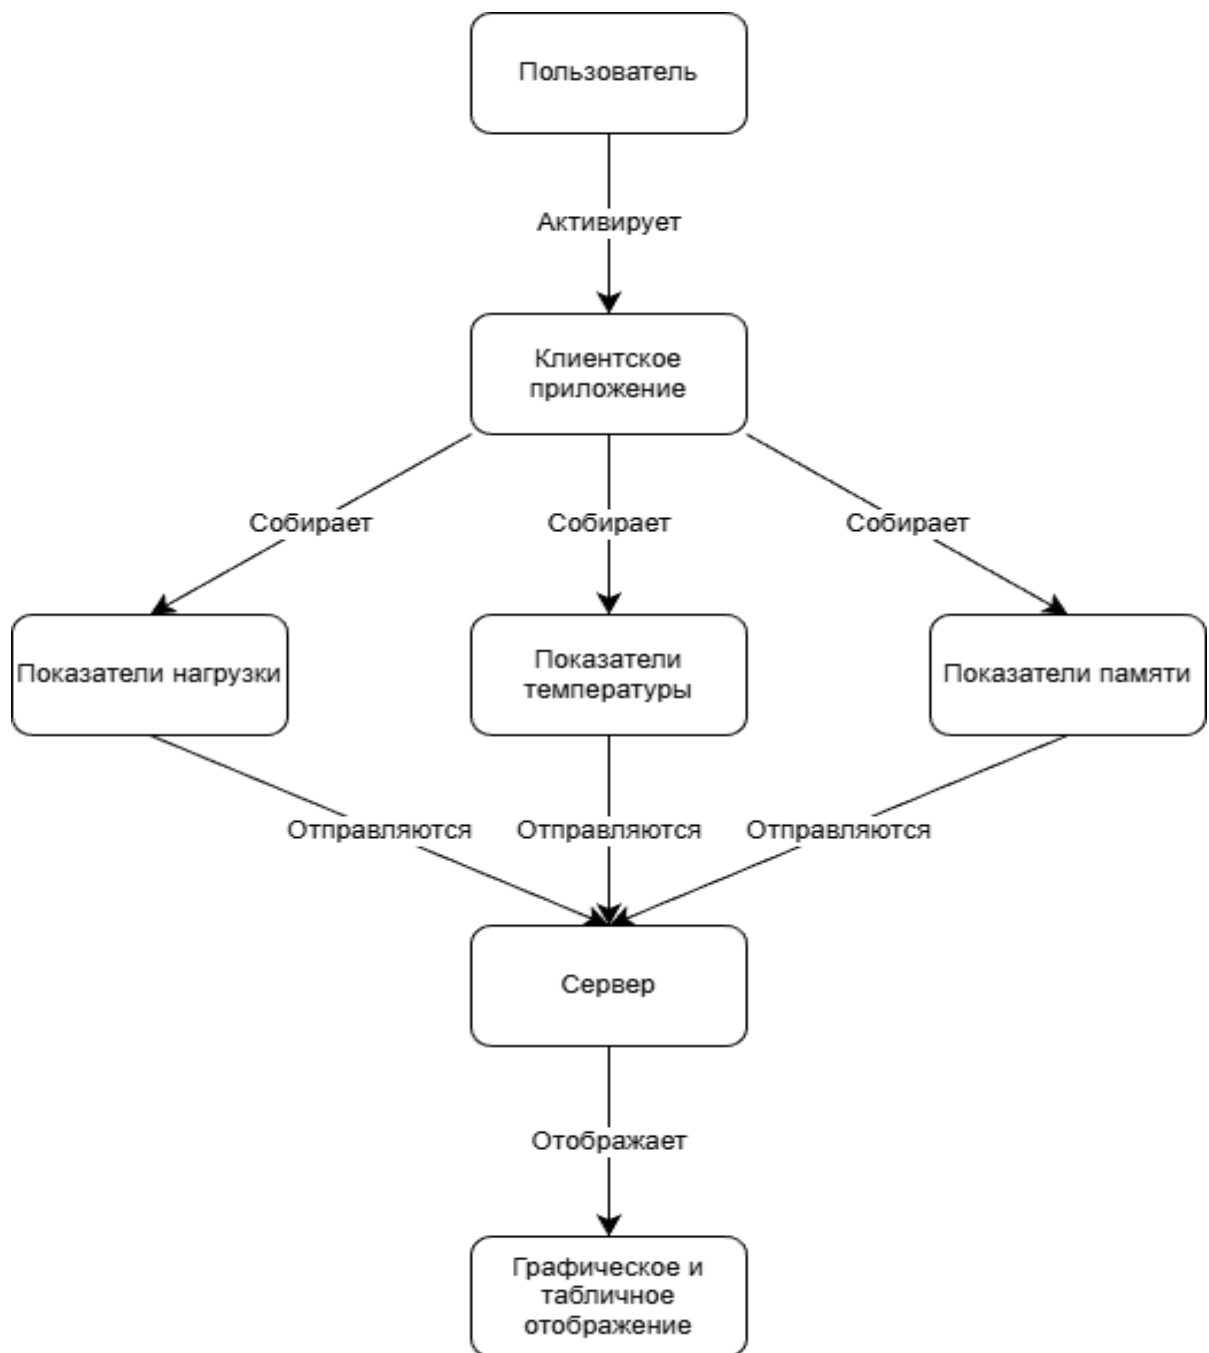 Пользователь
Активирует
Клиентское
приложение
Собирает
Собирает
Собирает
Показатели нагрузки
Показатели
температуры
Показатели памяти
Отправляются
Отправляются
Отправляются
Сервер
Отображает
Графическое и
табличное
отображение